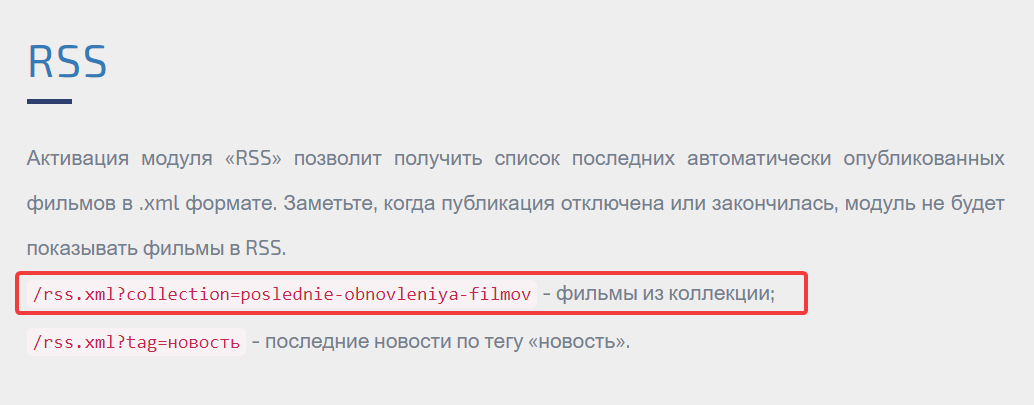 RSS
Активация модуля «RSS» позволит получить список последних автоматически опубликованных
фильмов в .xml формате. Заметьте, когда публикация отключена или закончилась, модуль не будет
показывать фильмы в RSS.
/rss.xml?collection=poslednie-obnovleniya-filmov - фильмы из коллекции;
/rss.xml?tag=новость - последние новости по тегу «новость».